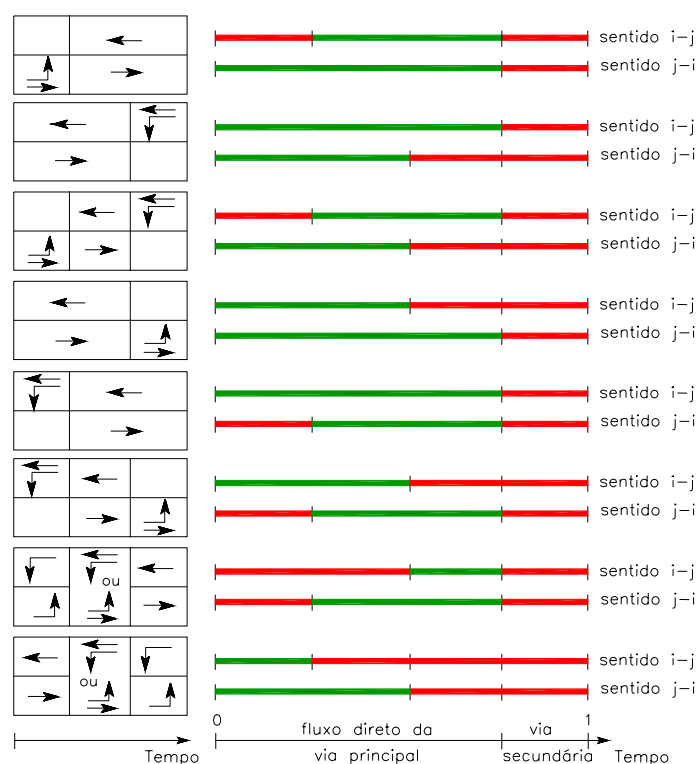 sentido i-j
sentido j-i
sentido i-j
sentido j-i
sentido i-j
sentido j-i
sentido i-j
sentido j-i
sentido i-j
sentido j-i
sentido i-j
sentido j-i
ou
sentido i-j
sentido j-i
ou
sentido i-j
sentido j-i
0 fluxo direto da via 1
via principal secundária
Tempo Tempo